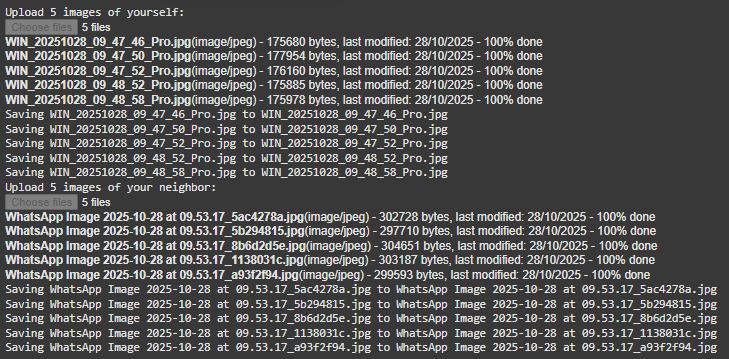 Upload 5 images of yourself:
Choose files 5 files
WIN_20251028_09_47_46_Pro.jpg(image/jpeg) - 175680 bytes, last modified: 28/10/2025 - 100% done
WIN_20251028_09_47_50_Pro.jpg(image/jpeg) - 177954 bytes, last modified: 28/10/2025 - 100% done
WIN_20251028_09_47_52_Pro.jpg(image/jpeg) - 176160 bytes, last modified: 28/10/2025 - 100% done
WIN_20251028_09_48_52_Pro.jpg(image/jpeg) - 175885 bytes, last modified: 28/10/2025 - 100% done
WIN_20251028_09_48_58_Pro.jpg(image/jpeg) - 175978 bytes, last modified: 28/10/2025 - 100% done
Saving WIN_20251028_09_47_46_Pro.jpg to WIN_20251028_09_47_46_Pro.jpg
Saving WIN_20251028_09_47_50_Pro.jpg to WIN_20251028_09_47_50_Pro.jpg
Saving WIN_20251028_09_47_52_Pro.jpg to WIN_20251028_09_47_52_Pro.jpg
Saving WIN_20251028_09_48_52_Pro.jpg to WIN_20251028_09_48_52_Pro.jpg
Saving WIN_20251028_09_48_58_Pro.jpg to WIN_20251028_09_48_58_Pro.jpg
Upload 5 images of your neighbor:
Choose files 5 files
WhatsApp Image 2025-10-28 at 09.53.17_5ac4278a.jpg(image/jpeg) - 302728 bytes, last modified: 28/10/2025 - 100% done
WhatsApp Image 2025-10-28 at 09.53.17_5b294815.jpg(image/jpeg) - 297710 bytes, last modified: 28/10/2025 - 100% done
WhatsApp Image 2025-10-28 at 09.53.17_8b6d2d5e.jpg(image/jpeg) - 304651 bytes, last modified: 28/10/2025 - 100% done
WhatsApp Image 2025-10-28 at 09.53.17_1138031c.jpg(image/jpeg) - 303187 bytes, last modified: 28/10/2025 - 100% done
WhatsApp Image 2025-10-28 at 09.53.17_a93f2f94.jpg(image/jpeg) - 299593 bytes, last modified: 28/10/2025 - 100% done
Saving WhatsApp Image 2025-10-28 at 09.53.17_5ac4278a.jpg to WhatsApp Image 2025-10-28 at 09.53.17_5ac4278a.jpg
Saving WhatsApp Image 2025-10-28 at 09.53.17_5b294815.jpg to WhatsApp Image 2025-10-28 at 09.53.17_5b294815.jpg
Saving WhatsApp Image 2025-10-28 at 09.53.17_8b6d2d5e.jpg to WhatsApp Image 2025-10-28 at 09.53.17_8b6d2d5e.jpg
Saving WhatsApp Image 2025-10-28 at 09.53.17_1138031c.jpg to WhatsApp Image 2025-10-28 at 09.53.17_1138031c.jpg
Saving WhatsApp Image 2025-10-28 at 09.53.17_a93f2f94.jpg to WhatsApp Image 2025-10-28 at 09.53.17_a93f2f94.jpg